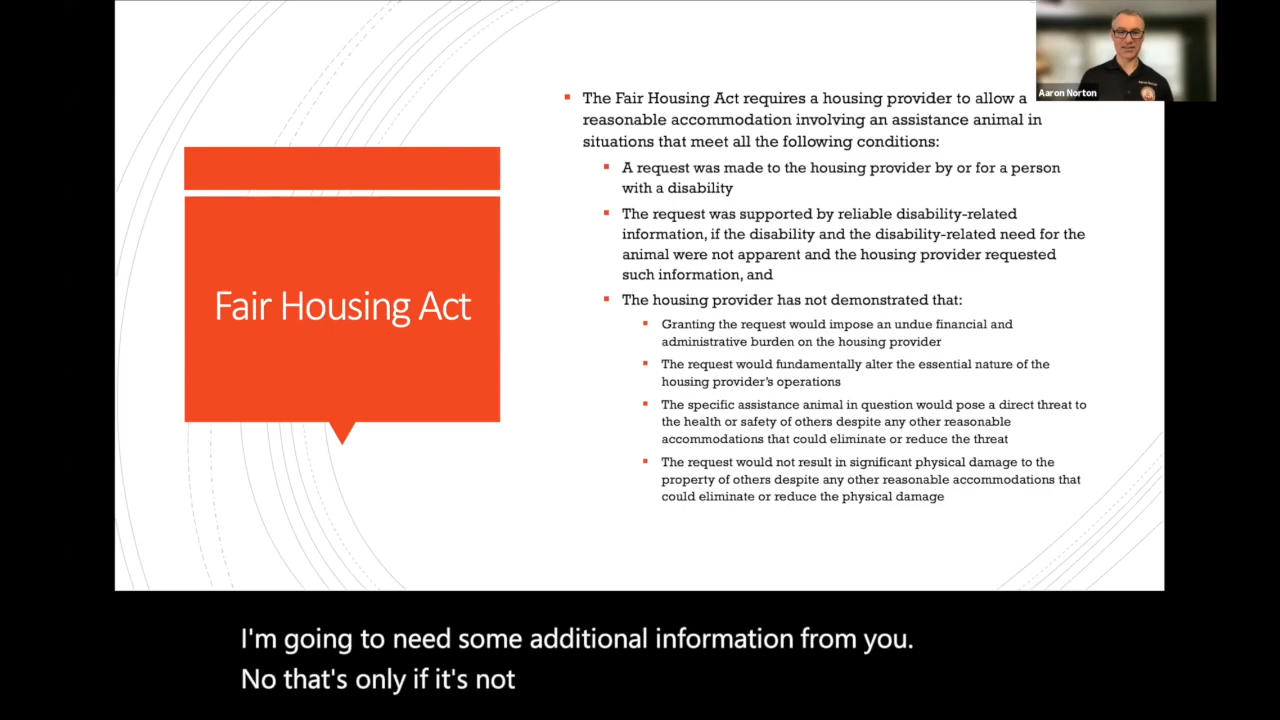 Aaron Norton
Fair Housing Act
The Fair Housing Act requires a housing provider to allow a
reasonable accommodation involving an assistance animal in
situations that meet all the following conditions:
A request was made to the housing provider by or for a person
with a disability
The request was supported by reliable disability-related
information, if the disability and the disability-related need for the
animal were not apparent and the housing provider requested
such information, and
The housing provider has not demonstrated that:
Granting the request would impose an undue financial and
administrative burden on the housing provider
The request would fundamentally alter the essential nature of the
housing provider's operations
The specific assistance animal in question would pose a direct threat to
the health or safety of others despite any other reasonable
accommodations that could eliminate or reduce the threat
The request would not result in significant physical damage to the
property of others despite any other reasonable accommodations that
could eliminate or reduce the physical damage
I'm going to need some additional information from you.
No that's only if it's not